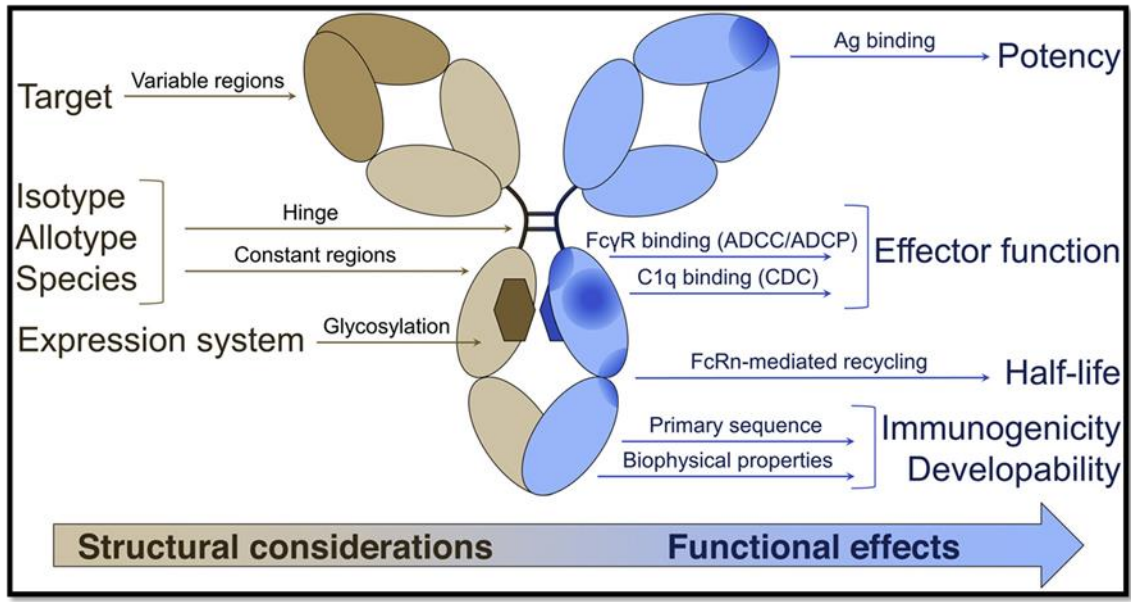 Target
Variable regions
Ag binding
Potency
Isotype
Allotype
Species
Hinge
Constant regions
FcγR binding (ADCC/ADCP)
C1q binding (CDC)
Effector function
Expression system
Glycosylation
FcRn-mediated recycling
Half-life
Primary sequence
Biophysical properties
Immunogenicity
Developability
Structural considerations
Functional effects